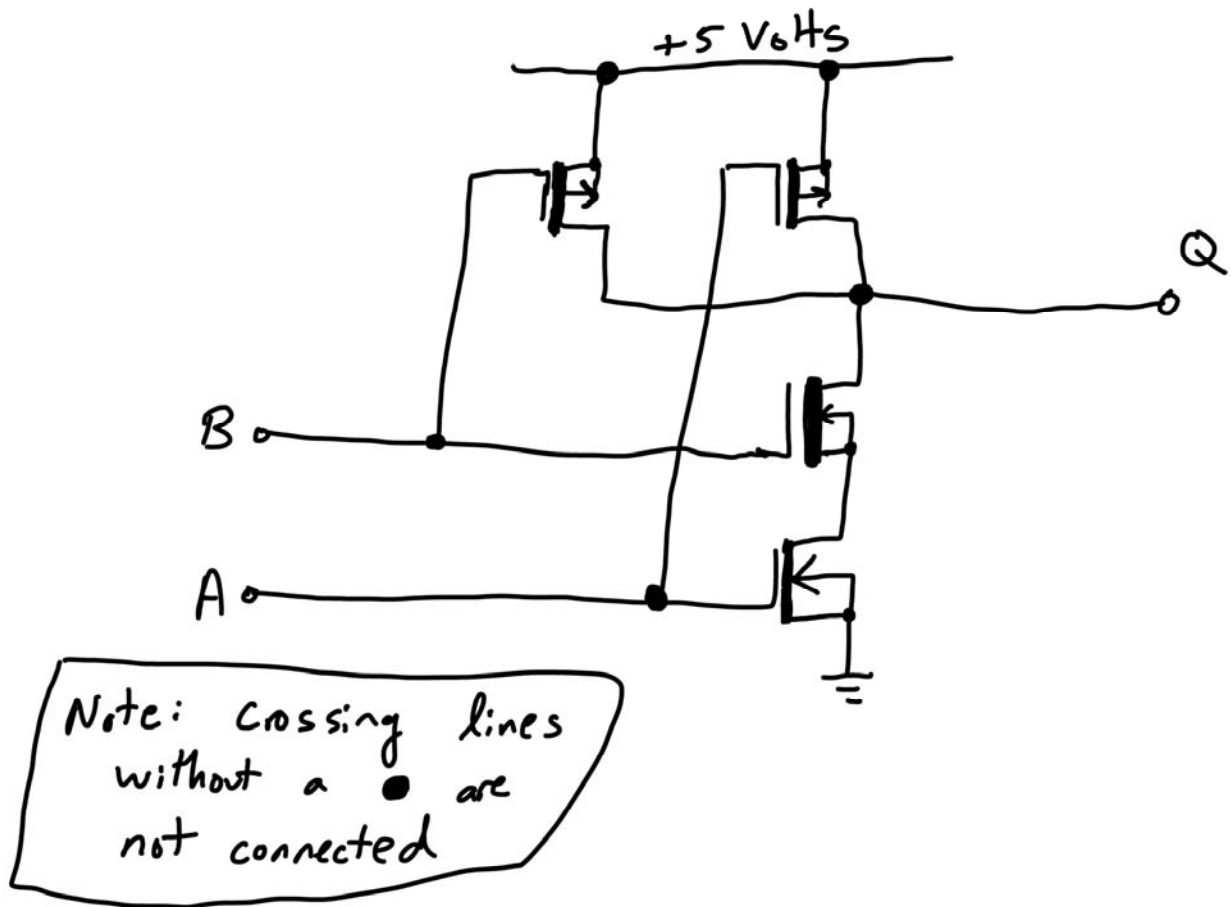 +5 Volts
Q
B
A
Note: Crossing lines
without a ● are
not connected